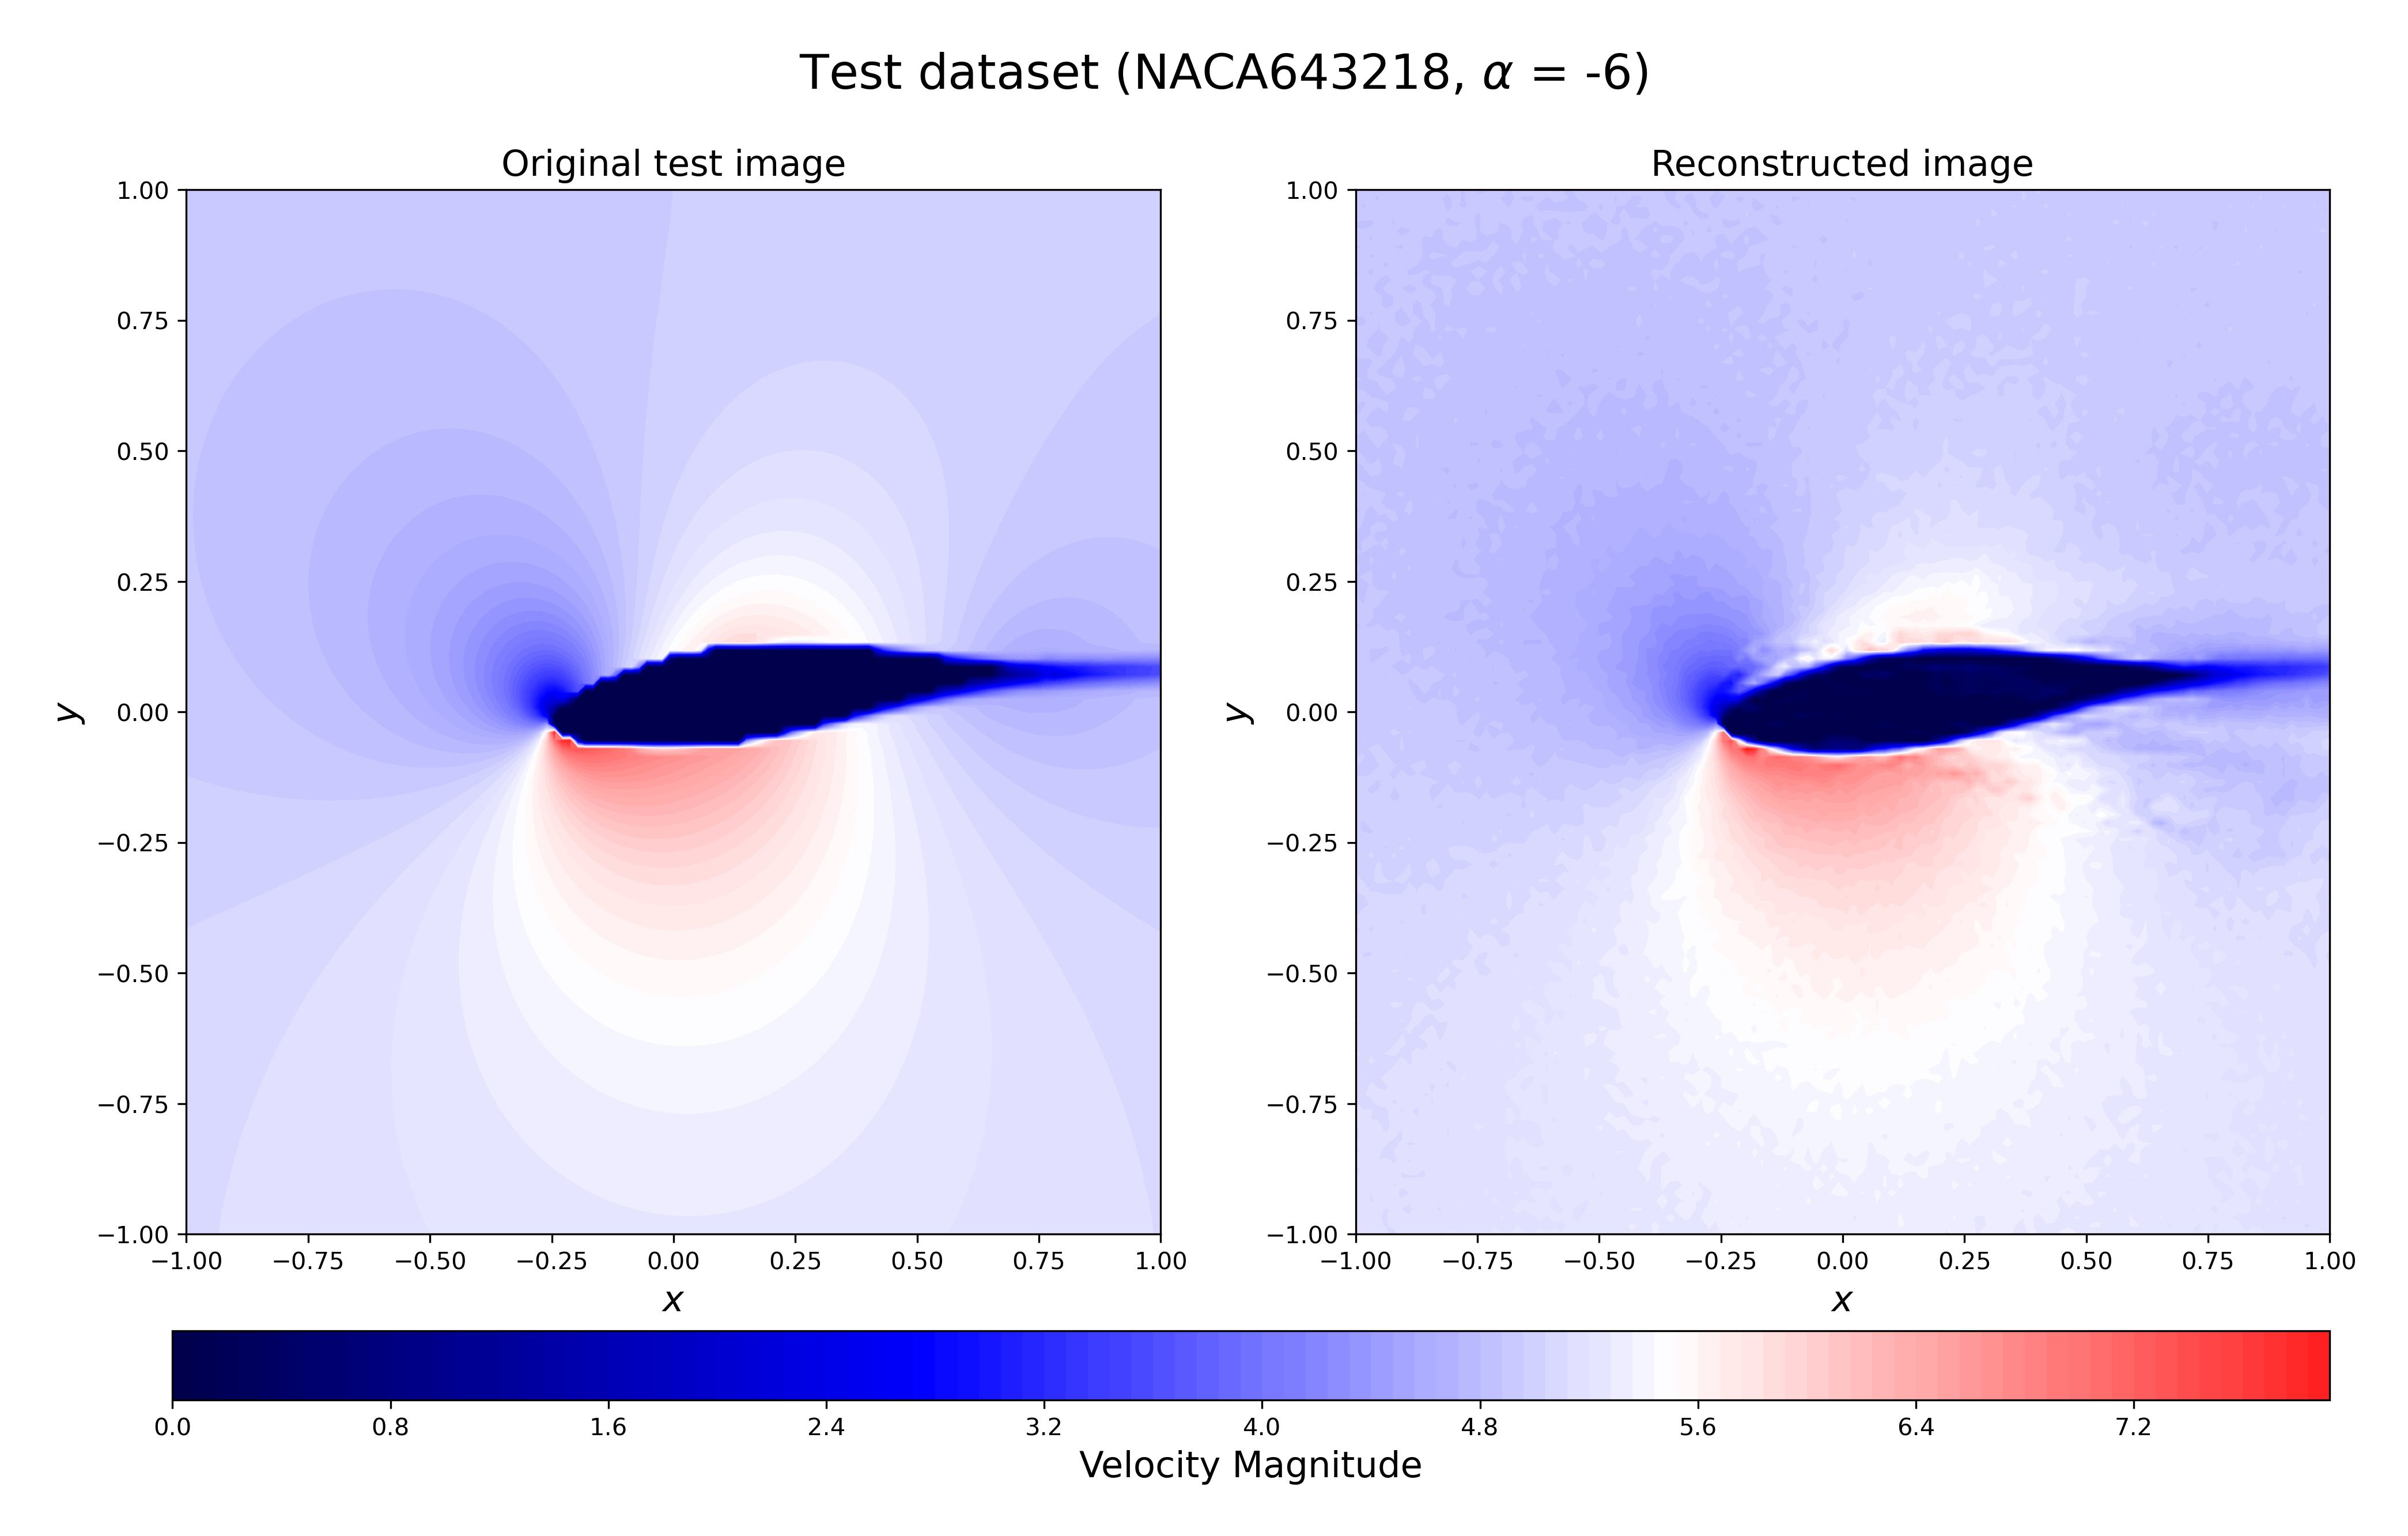 Test dataset (NACA643218, α = -6)
Original test image
Reconstructed image
1.00
0.75
0.50
0.25
0.00
−0.25
−0.50
−0.75
−1.00
y
−1.00 −0.75 −0.50 −0.25 0.00 0.25 0.50 0.75 1.00
x
1.00
0.75
0.50
0.25
0.00
−0.25
−0.50
−0.75
−1.00
y
−1.00 −0.75 −0.50 −0.25 0.00 0.25 0.50 0.75 1.00
x
0.0 0.8 1.6 2.4 3.2 4.0 4.8 5.6 6.4 7.2
Velocity Magnitude